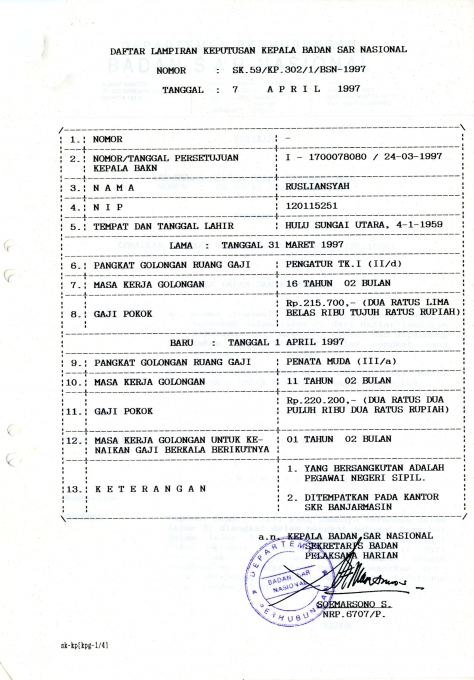 DAFTAR LAMPIRAN KEPUTUSAN KEPALA BADAN SAR NASIONAL
NOMOR : SK.59/KP.302/1/BSN-1997
TANGGAL : 7 A P R I L 1997
1. NOMOR : -
2. NOMOR/TANGGAL PERSETUJUAN : I - 1700078080 / 24-03-1997
KEPALA BAKN
3. N A M A : RUSLIANSYAH
4. N I P : 120115251
5. TEMPAT DAN TANGGAL LAHIR : HULU SUNGAI UTARA, 4-1-1959
LAMA : TANGGAL 31 MARET 1997
6. PANGKAT GOLONGAN RUANG GAJI : PENGATUR TK.I (II/d)
7. MASA KERJA GOLONGAN : 16 TAHUN 02 BULAN
8. GAJI POKOK : Rp.215.700,- (DUA RATUS LIMA
BELAS RIBU TUJUH RATUS RUPIAH)
BARU : TANGGAL 1 APRIL 1997
9. PANGKAT GOLONGAN RUANG GAJI : PENATA MUDA (III/a)
10. MASA KERJA GOLONGAN : 11 TAHUN 02 BULAN
11. GAJI POKOK : Rp.220.200,- (DUA RATUS DUA
PULUH RIBU DUA RATUS RUPIAH)
12. MASA KERJA GOLONGAN UNTUK KE- : 01 TAHUN 02 BULAN
NAIKAN GAJI BERKALA BERIKUTNYA
13. K E T E R A N G A N : 1. YANG BERSANGKUTAN ADALAH
PEGAWAI NEGERI SIPIL.
2. DITEMPATKAN PADA KANTOR
SKR BANJARMASIN
a.n. KEPALA BADAN SAR NASIONAL
SEKRETARIS BADAN
PELAKSANA HARIAN
DEPARTEMEN
BADAN SAR
NASIONAL
PERHUBUNGAN
SOEMARSONO S.
NRP.6707/P.
sk-kp[kpg-1/4]